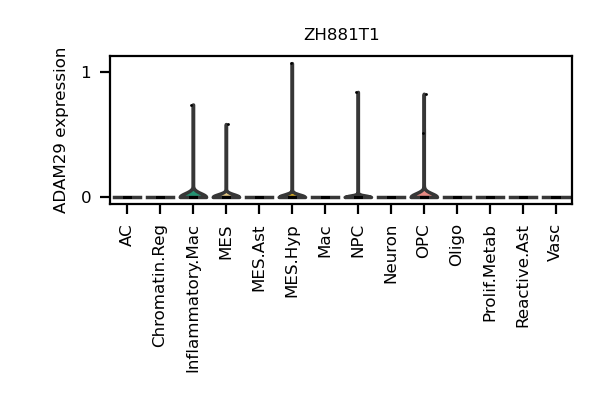 ZH881T1
ADAM29 expression
1
0
AC
Chromatin.Reg
Inflammatory.Mac
MES
MES.Ast
MES.Hyp
Mac
NPC
Neuron
OPC
Oligo
Prolif.Metab
Reactive.Ast
Vasc